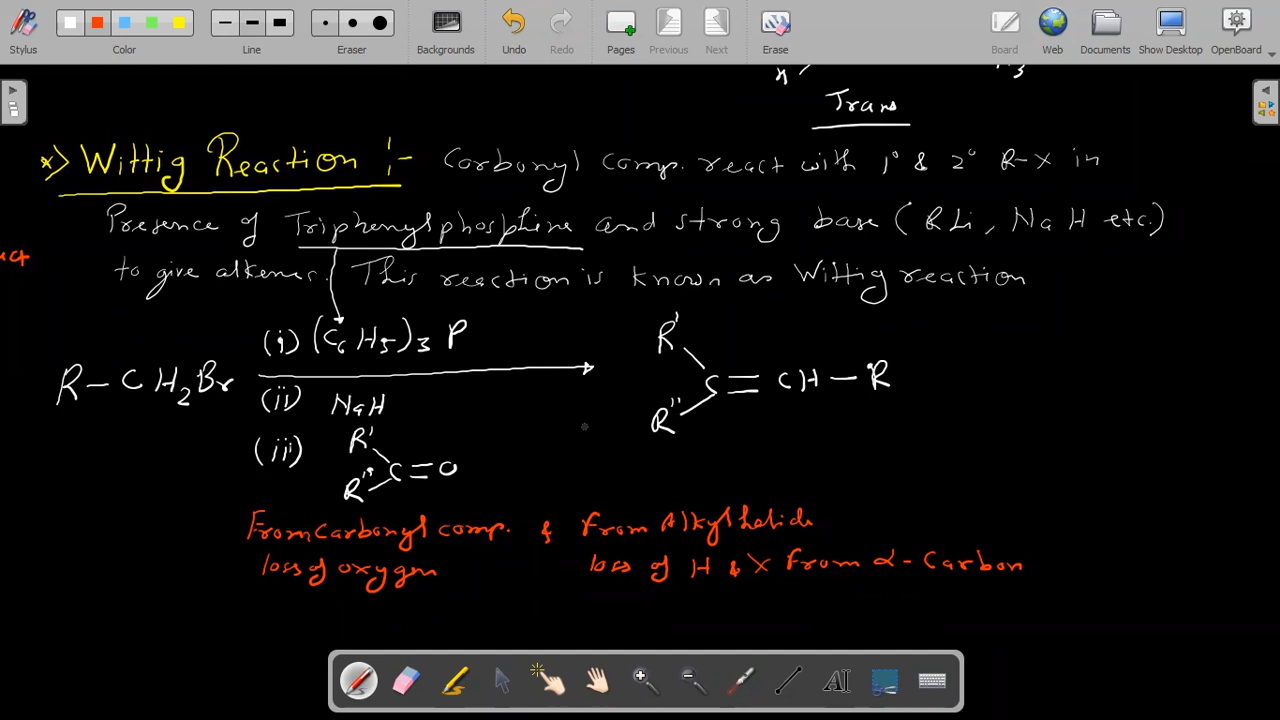 Stylus
Color
Line
Eraser
Backgrounds
Undo
Redo
Pages
Previous
Next
Erase
Board
Web
Documents
Show Desktop
OpenBoard
Trans
*> Wittig Reaction :- Carbonyl comp. react with 1° & 2° R-X in
Presence of Triphenylphosphine and strong base (RLi, NaH etc.)
to give alkenes. This reaction is known as Wittig reaction
R-CH₂Br
(i) (C₆H₅)₃ P
(ii) NaH
(iii) R' R'' C=O
R' R'' C=CH-R
From carbonyl comp. & From Alkyl halide
loss of oxygen loss of H & X from α-Carbon